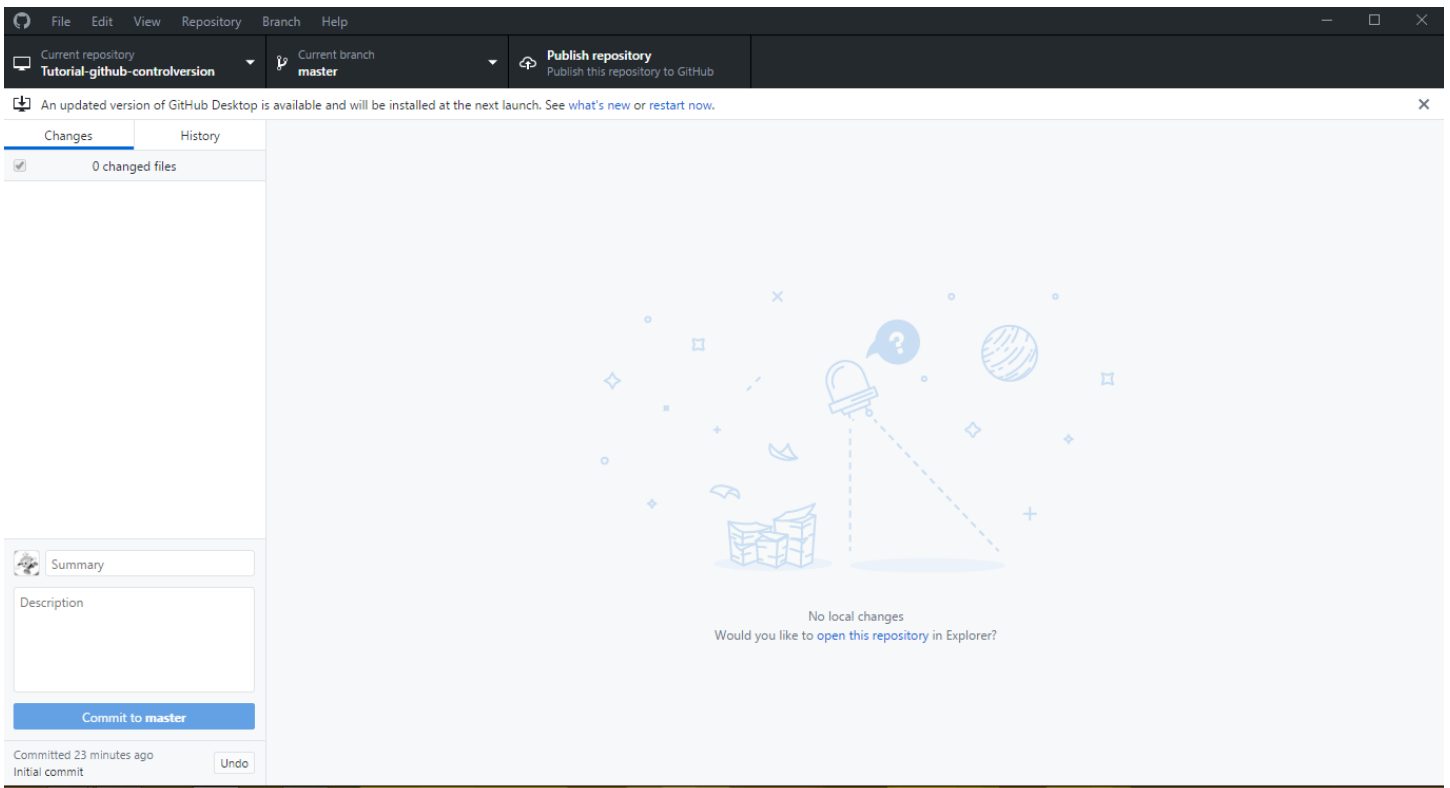 File Edit View Repository Branch Help
Current repository
Tutorial-github-controlversion
Current branch
master
Publish repository
Publish this repository to GitHub
An updated version of GitHub Desktop is available and will be installed at the next launch. See what's new or restart now.
Changes History
0 changed files
?
No local changes
Would you like to open this repository in Explorer?
Summary
Description
Commit to master
Committed 23 minutes ago
Initial commit
Undo